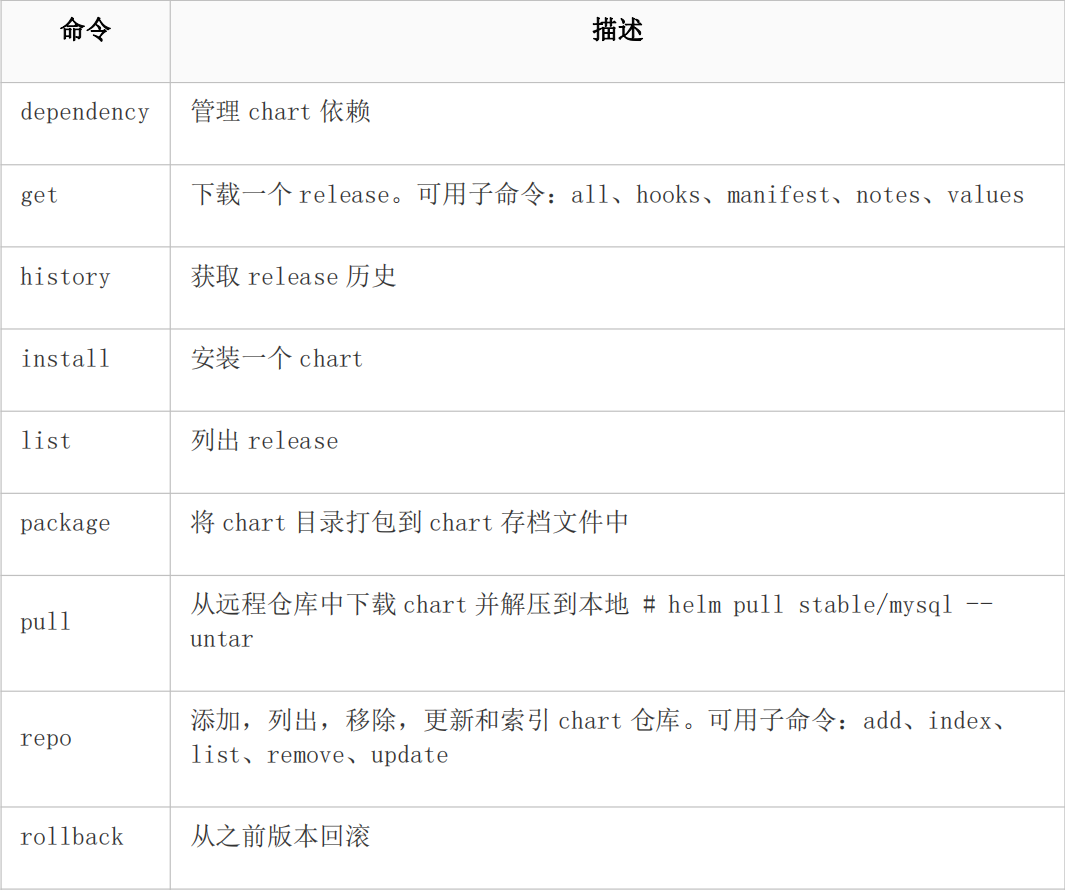 命令
描述
dependency
管理 chart 依赖
get
下载一个 release。可用子命令：all、hooks、manifest、notes、values
history
获取 release 历史
install
安装一个 chart
list
列出 release
package
将 chart 目录打包到 chart 存档文件中
pull
从远程仓库中下载 chart 并解压到本地 # helm pull stable/mysql --
untar
repo
添加，列出，移除，更新和索引 chart 仓库。可用子命令：add、index、
list、remove、update
rollback
从之前版本回滚